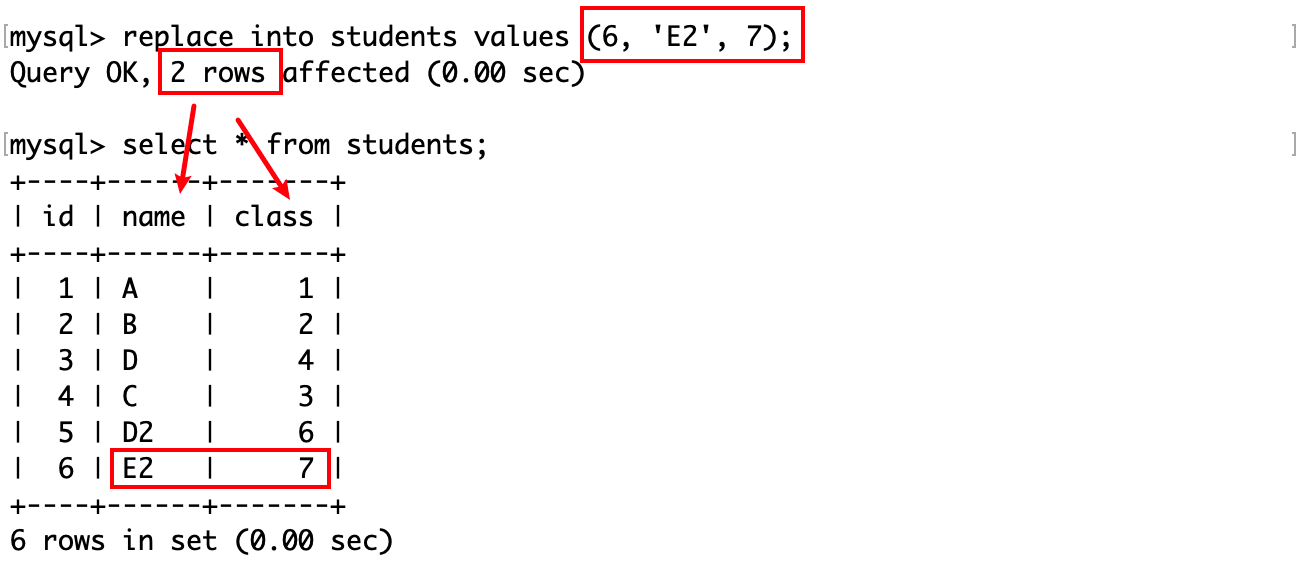 [mysql> replace into students values (6, 'E2', 7); ]
Query OK, 2 rows affected (0.00 sec)
[mysql> select * from students; ]
+----+------+-------+
| id | name | class |
+----+------+-------+
|  1 | A    |     1 |
|  2 | B    |     2 |
|  3 | D    |     4 |
|  4 | C    |     3 |
|  5 | D2   |     6 |
|  6 | E2   |     7 |
+----+------+-------+
6 rows in set (0.00 sec)